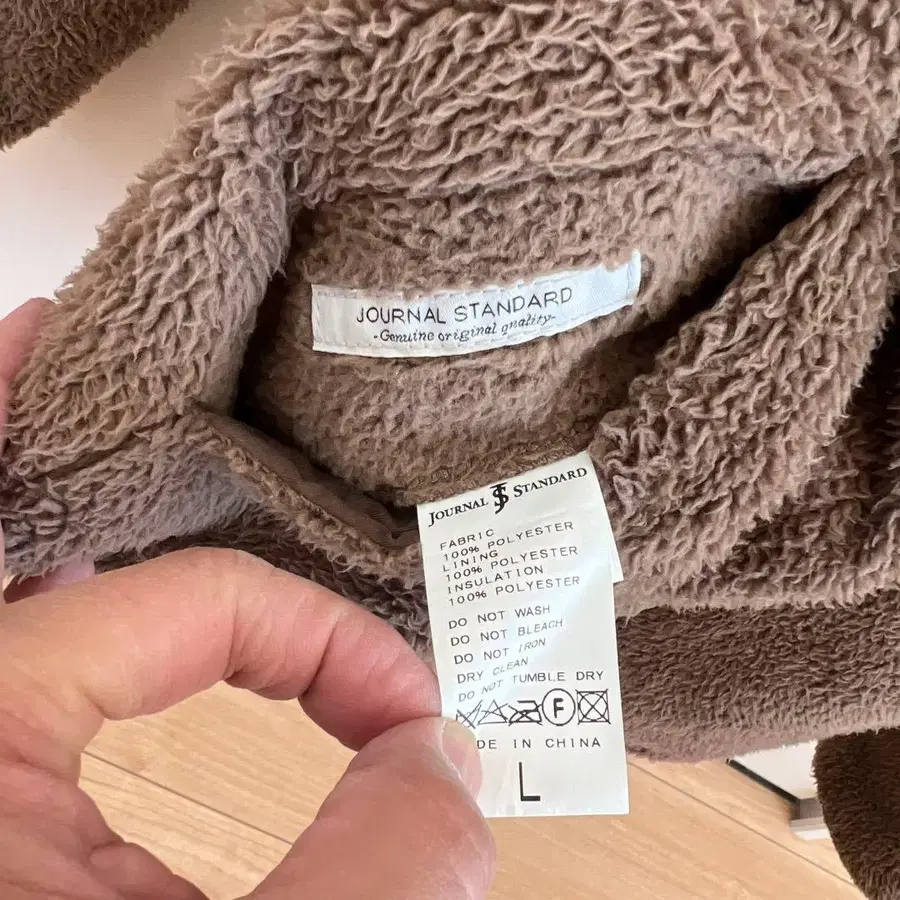 JOURNAL STANDARD
-Genuine original quality-
JOURNAL JS STANDARD
FABRIC
100% POLYESTER
LINING
100% POLYESTER
INSULATION
100% POLYESTER
DO NOT WASH
DO NOT BLEACH
DO NOT IRON
DRY CLEAN
DO NOT TUMBLE DRY
F
DE IN CHINA
L